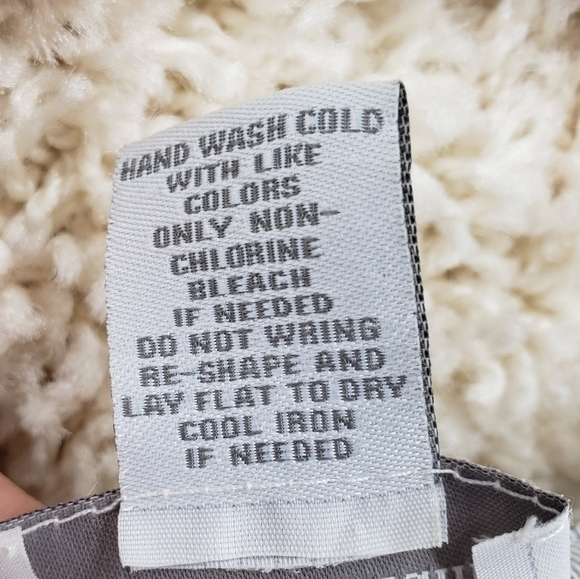 HAND WASH COLD
WITH LIKE
COLORS
ONLY NON-
CHLORINE
BLEACH
IF NEEDED
DO NOT WRING
RE-SHAPE AND
LAY FLAT TO DRY
COOL IRON
IF NEEDED